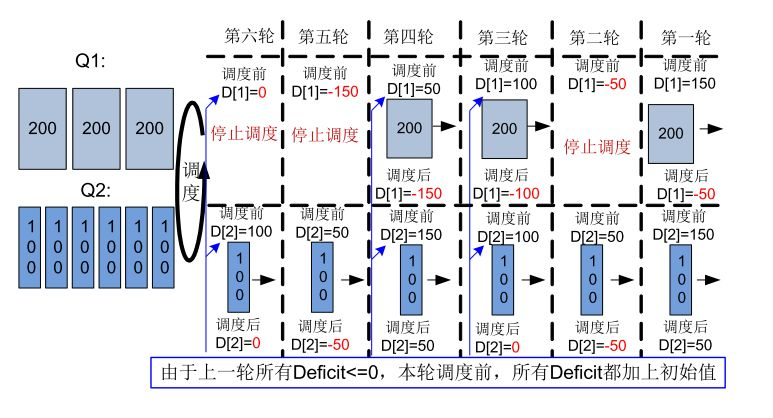 第六轮 第五轮 第四轮 第三轮 第二轮 第一轮
Q1:
调度前 调度前 调度前 调度前 调度前 调度前
D[1]=0 D[1]=-150 D[1]=50 D[1]=100 D[1]=-50 D[1]=150
200 200 200
停止调度 停止调度 200 200 停止调度 200
调度
调度后 调度后 调度后
D[1]=-150 D[1]=-100 D[1]=-50
Q2:
调度前 调度前 调度前 调度前 调度前 调度前
D[2]=100 D[2]=50 D[2]=150 D[2]=100 D[2]=50 D[2]=150
100 100 100 100 100 100
100 100 100 100 100 100
调度后 调度后 调度后 调度后 调度后 调度后
D[2]=0 D[2]=-50 D[2]=50 D[2]=0 D[2]=-50 D[2]=50
由于上一轮所有Deficit<=0，本轮调度前，所有Deficit都加上初始值